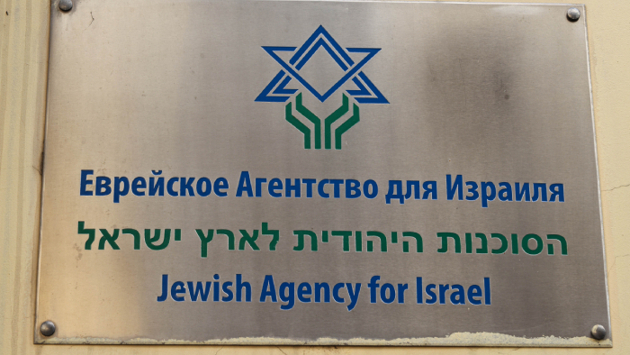 Еврейское Агентство для Израиля
הסוכנות היהודית לארץ ישראל
Jewish Agency for Israel